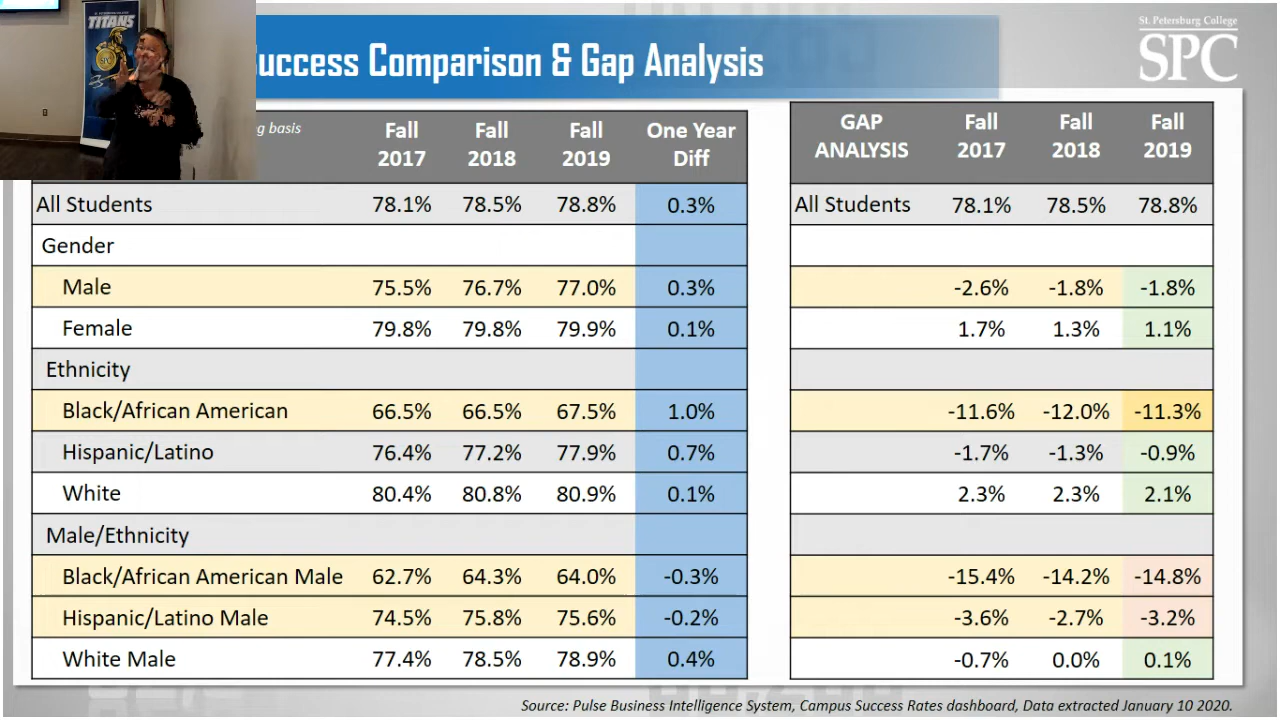 ST. PETERSBURG COLLEGE
TITANS
SPC
Success Comparison & Gap Analysis
St. Petersburg College
SPC
g basis Fall 2017 Fall 2018 Fall 2019 One Year Diff
All Students 78.1% 78.5% 78.8% 0.3%
Gender
Male 75.5% 76.7% 77.0% 0.3%
Female 79.8% 79.8% 79.9% 0.1%
Ethnicity
Black/African American 66.5% 66.5% 67.5% 1.0%
Hispanic/Latino 76.4% 77.2% 77.9% 0.7%
White 80.4% 80.8% 80.9% 0.1%
Male/Ethnicity
Black/African American Male 62.7% 64.3% 64.0% -0.3%
Hispanic/Latino Male 74.5% 75.8% 75.6% -0.2%
White Male 77.4% 78.5% 78.9% 0.4%
GAP ANALYSIS Fall 2017 Fall 2018 Fall 2019
All Students 78.1% 78.5% 78.8%
-2.6% -1.8% -1.8%
1.7% 1.3% 1.1%
-11.6% -12.0% -11.3%
-1.7% -1.3% -0.9%
2.3% 2.3% 2.1%
-15.4% -14.2% -14.8%
-3.6% -2.7% -3.2%
-0.7% 0.0% 0.1%
Source: Pulse Business Intelligence System, Campus Success Rates dashboard, Data extracted January 10 2020.